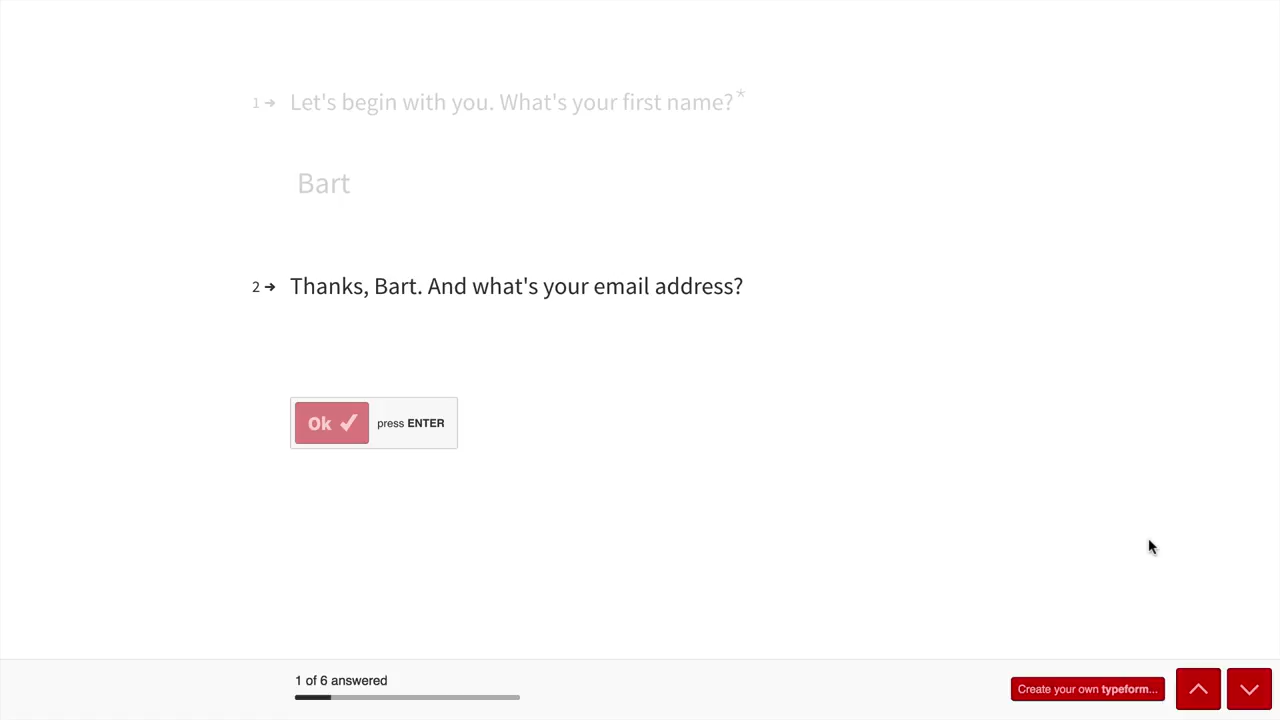 1 → Let's begin with you. What's your first name?*
Bart
2 → Thanks, Bart. And what's your email address?
Ok ✓ press ENTER
1 of 6 answered
Create your own typeform...